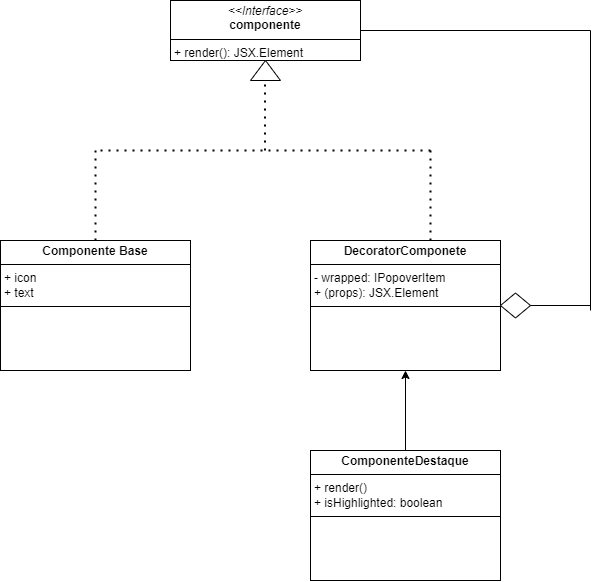 <<Interface>>
componente
+ render(): JSX.Element
Componente Base
+ icon
+ text
DecoratorComponete
- wrapped: IPopoverItem
+ (props): JSX.Element
ComponenteDestaque
+ render()
+ isHighlighted: boolean